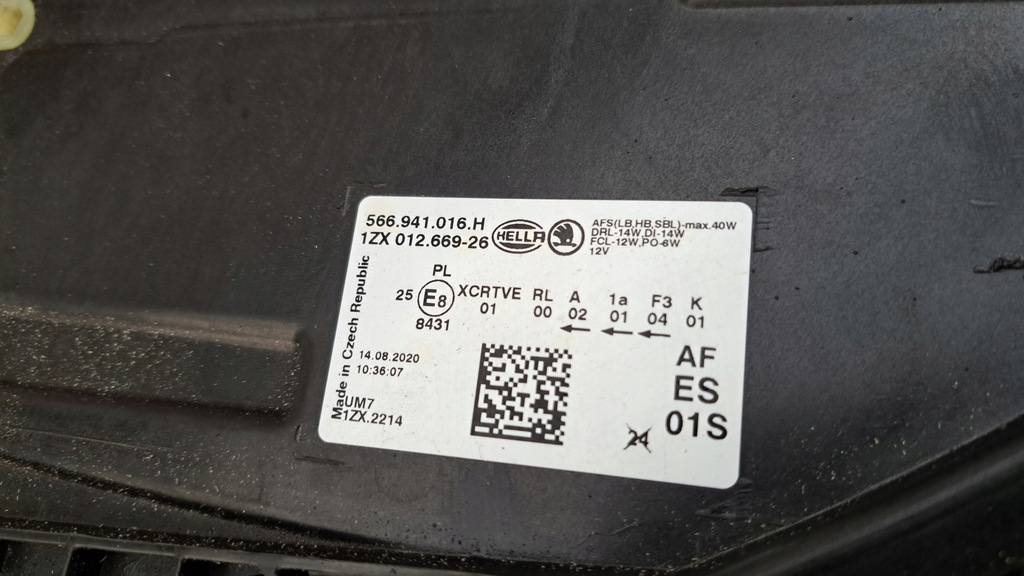 566.941.016.H
1ZX 012.669-26
HELLA
AFS(LB,HB,SBL)-max.40W
DRL-14W,DI-14W
FCL-12W,PO-6W
12V
PL
25 E8 XCRTVE RL A 1a F3 K
01 00 02 01 04 01
8431
Made in Czech Republic
14.08.2020
10:36:07
UM7
1ZX.2214
AF
ES
01S
24